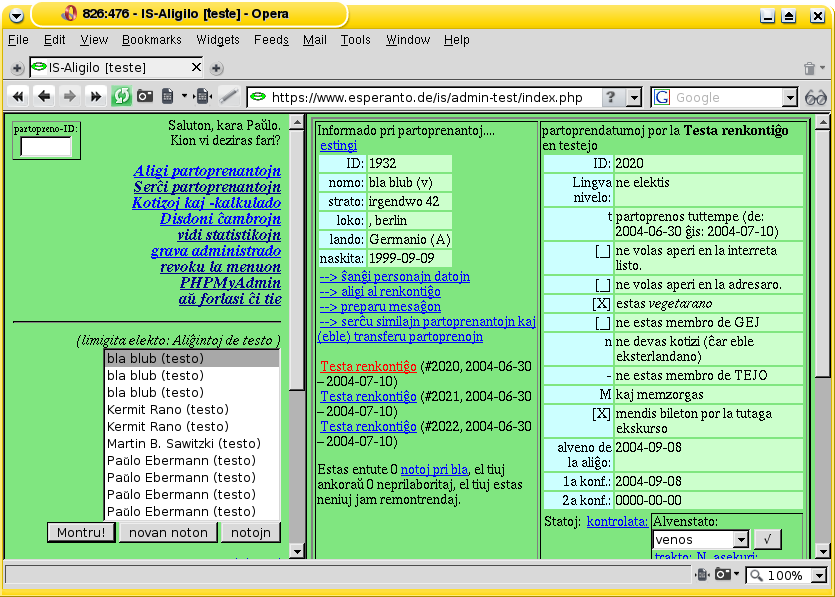 826:476 - IS-Aligilo [teste] - Opera
File Edit View Bookmarks Widgets Feeds Mail Tools Window Help
IS-Aligilo [teste]
https://www.esperanto.de/is/admin-test/index.php ? Google
partopreno-ID:
Saluton, kara Paŭlo.
Kion vi deziras fari?
Aligi partoprenantojn
Serĉi partoprenantojn
Kotizoj kaj -kalkulado
Disdoni ĉambrojn
vidi statistikojn
grava administrado
revoku la menuon
PHPMyAdmin
aŭ forlasi ĉi tie
(limigita elekto: Aliĝintoj de testo )
bla blub (testo)
bla blub (testo)
bla blub (testo)
Kermit Rano (testo)
Kermit Rano (testo)
Martin B. Sawitzki (testo)
Paŭlo Ebermann (testo)
Paŭlo Ebermann (testo)
Paŭlo Ebermann (testo)
Paŭlo Ebermann (testo)
Montru! novan noton notojn
Informado pri partoprenantoj....
estingi
ID: 1932
nomo: bla blub (v)
strato: irgendwo 42
loko: , berlin
lando: Germanio (A)
naskita: 1999-09-09
--> ŝanĝi personajn datojn
--> aligi al renkontiĝo
--> preparu mesaĝon
--> serĉu similajn partoprenantojn kaj
(eble) transferu partoprenojn
Testa renkontiĝo (#2020, 2004-06-30
– 2004-07-10)
Testa renkontiĝo (#2021, 2004-06-30
– 2004-07-10)
Testa renkontiĝo (#2022, 2004-06-30
– 2004-07-10)
Estas entute 0 notoj pri bla, el tiuj
ankoraŭ 0 neprilaboritaj, el tiuj estas
neniuj jam remontrendaj.
partoprendatumoj por la Testa renkontiĝo
en testejo
ID: 2020
Lingva ne elektis
nivelo:
t partoprenos tuttempe (de:
2004-06-30 ĝis: 2004-07-10)
[_] ne volas aperi en la interreta
listo.
[_] ne volas aperi en la adresaro.
[X] estas vegetarano
[_] ne estas membro de GEJ
n ne devas kotizi (ĉar eble
eksterlandano)
- ne estas membro de TEJO
M kaj memzorgas
[X] mendis bileton por la tutaga
ekskurso
alveno de 2004-09-08
la aliĝo:
1a konf.: 2004-09-08
2a konf.: 0000-00-00
Statoj: kontrolata: Alvenstato:
venos √
trakto: N, asekuri:
100%